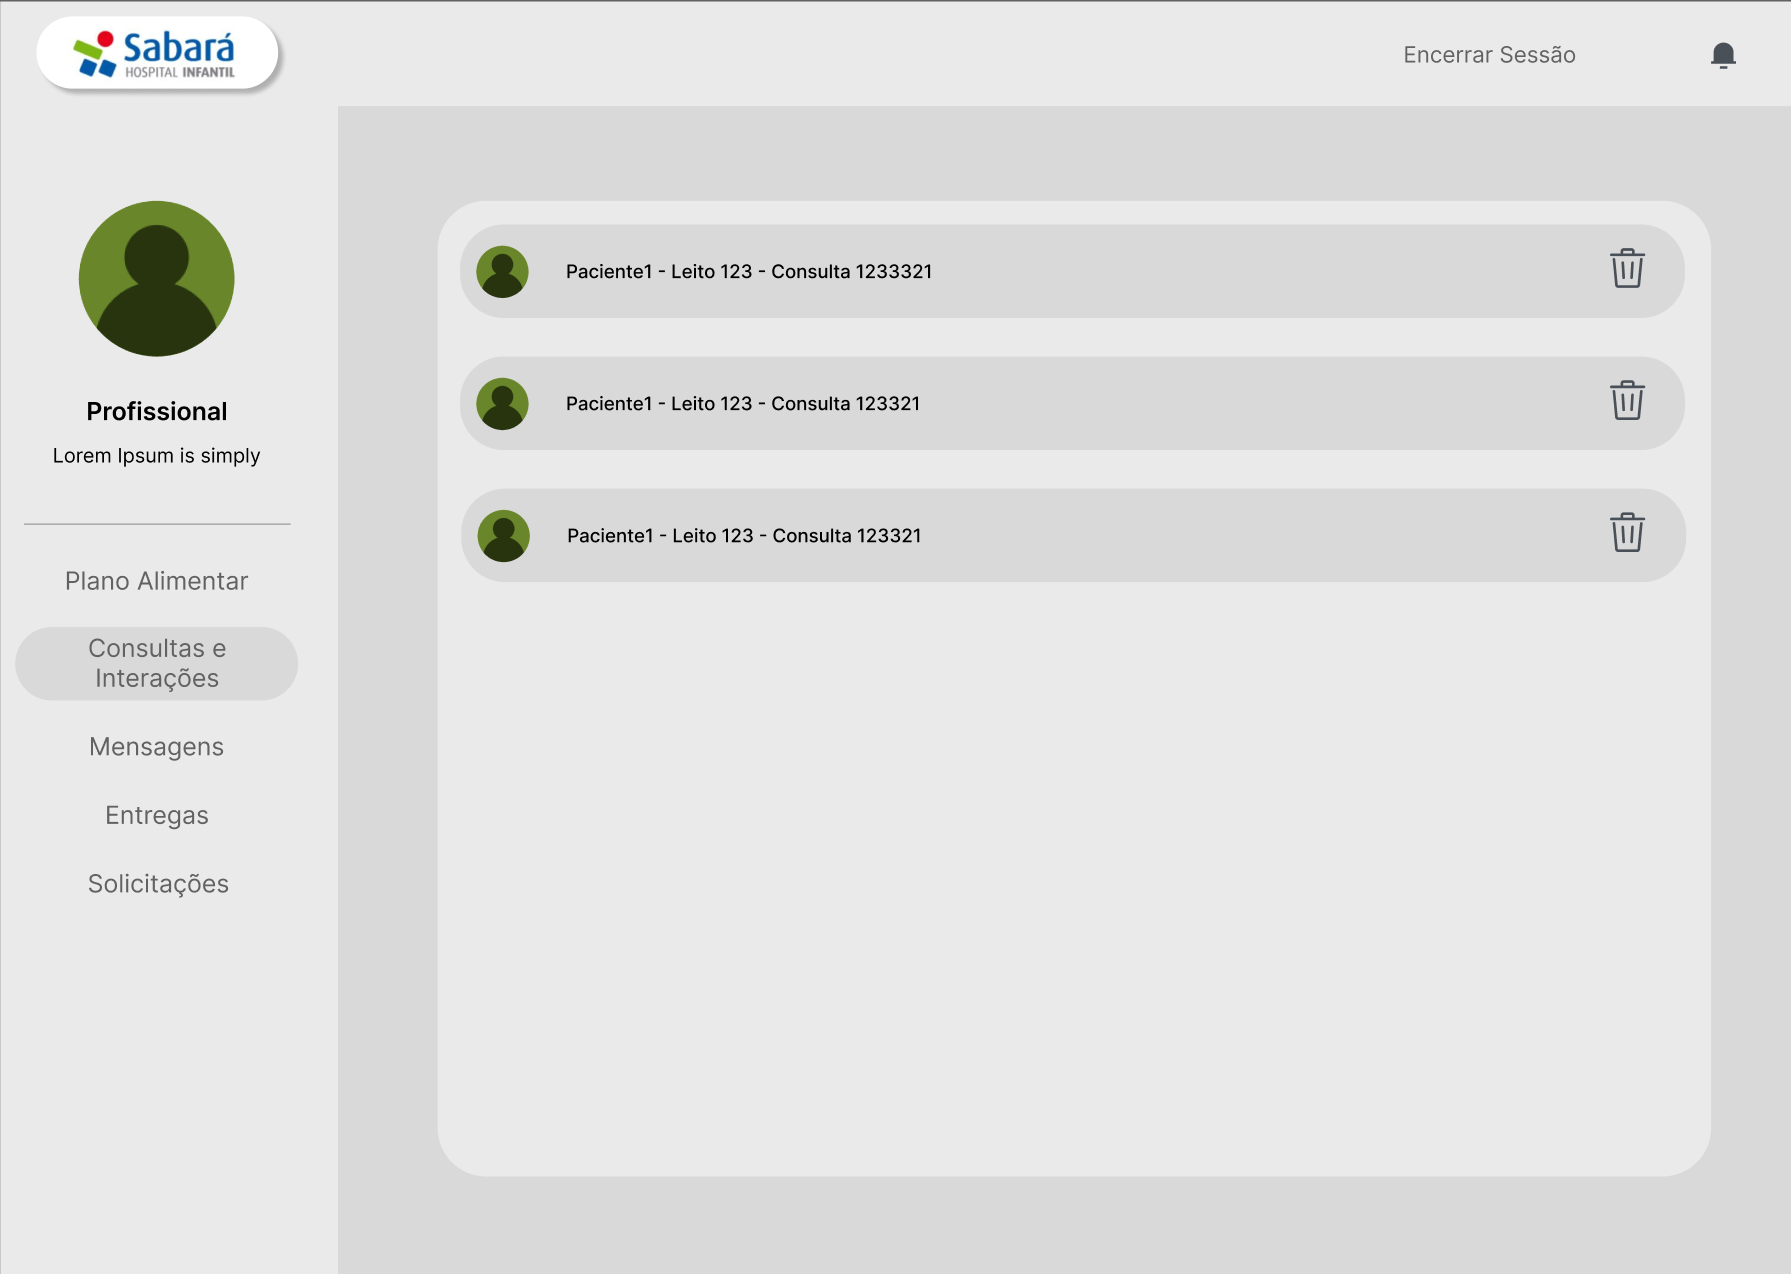 Sabará
HOSPITAL INFANTIL
Encerrar Sessão
Profissional
Lorem Ipsum is simply
Plano Alimentar
Consultas e
Interações
Mensagens
Entregas
Solicitações
Paciente1 - Leito 123 - Consulta 1233321
Paciente1 - Leito 123 - Consulta 123321
Paciente1 - Leito 123 - Consulta 123321